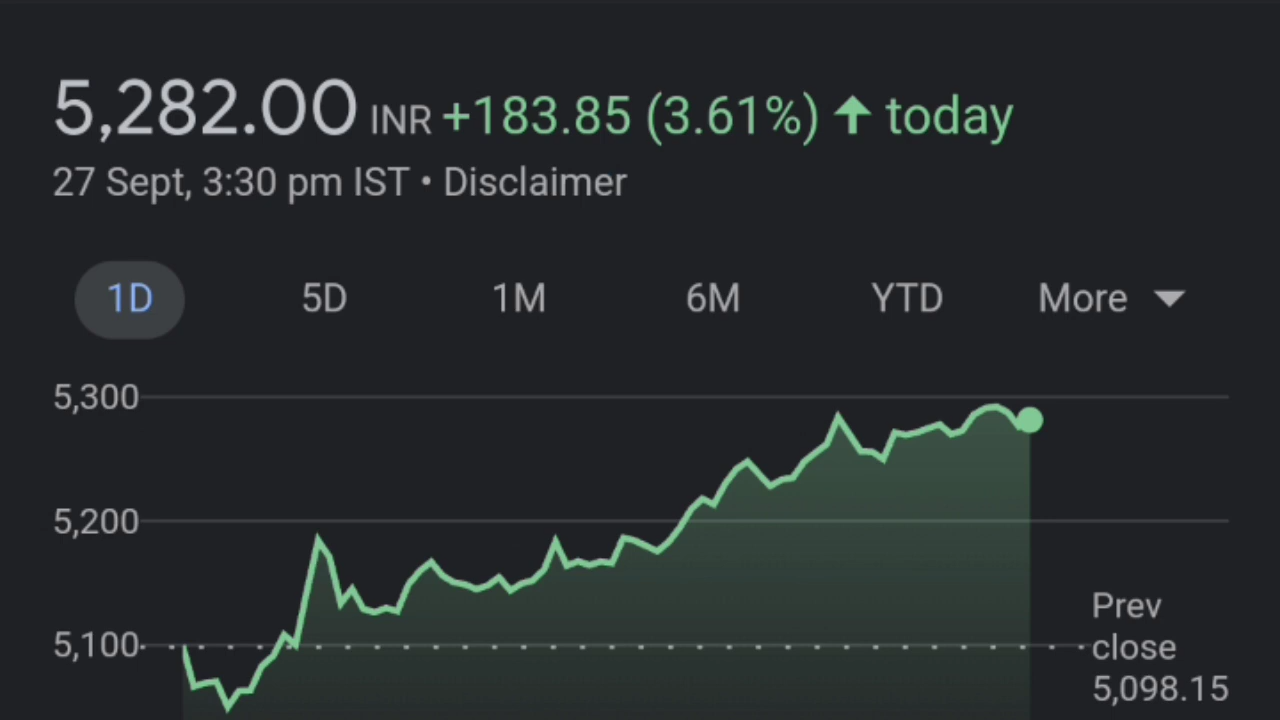 5,282.00 INR +183.85 (3.61%) ↑ today
27 Sept, 3:30 pm IST • Disclaimer
1D 5D 1M 6M YTD More
5,300
5,200
5,100
Prev
close
5,098.15